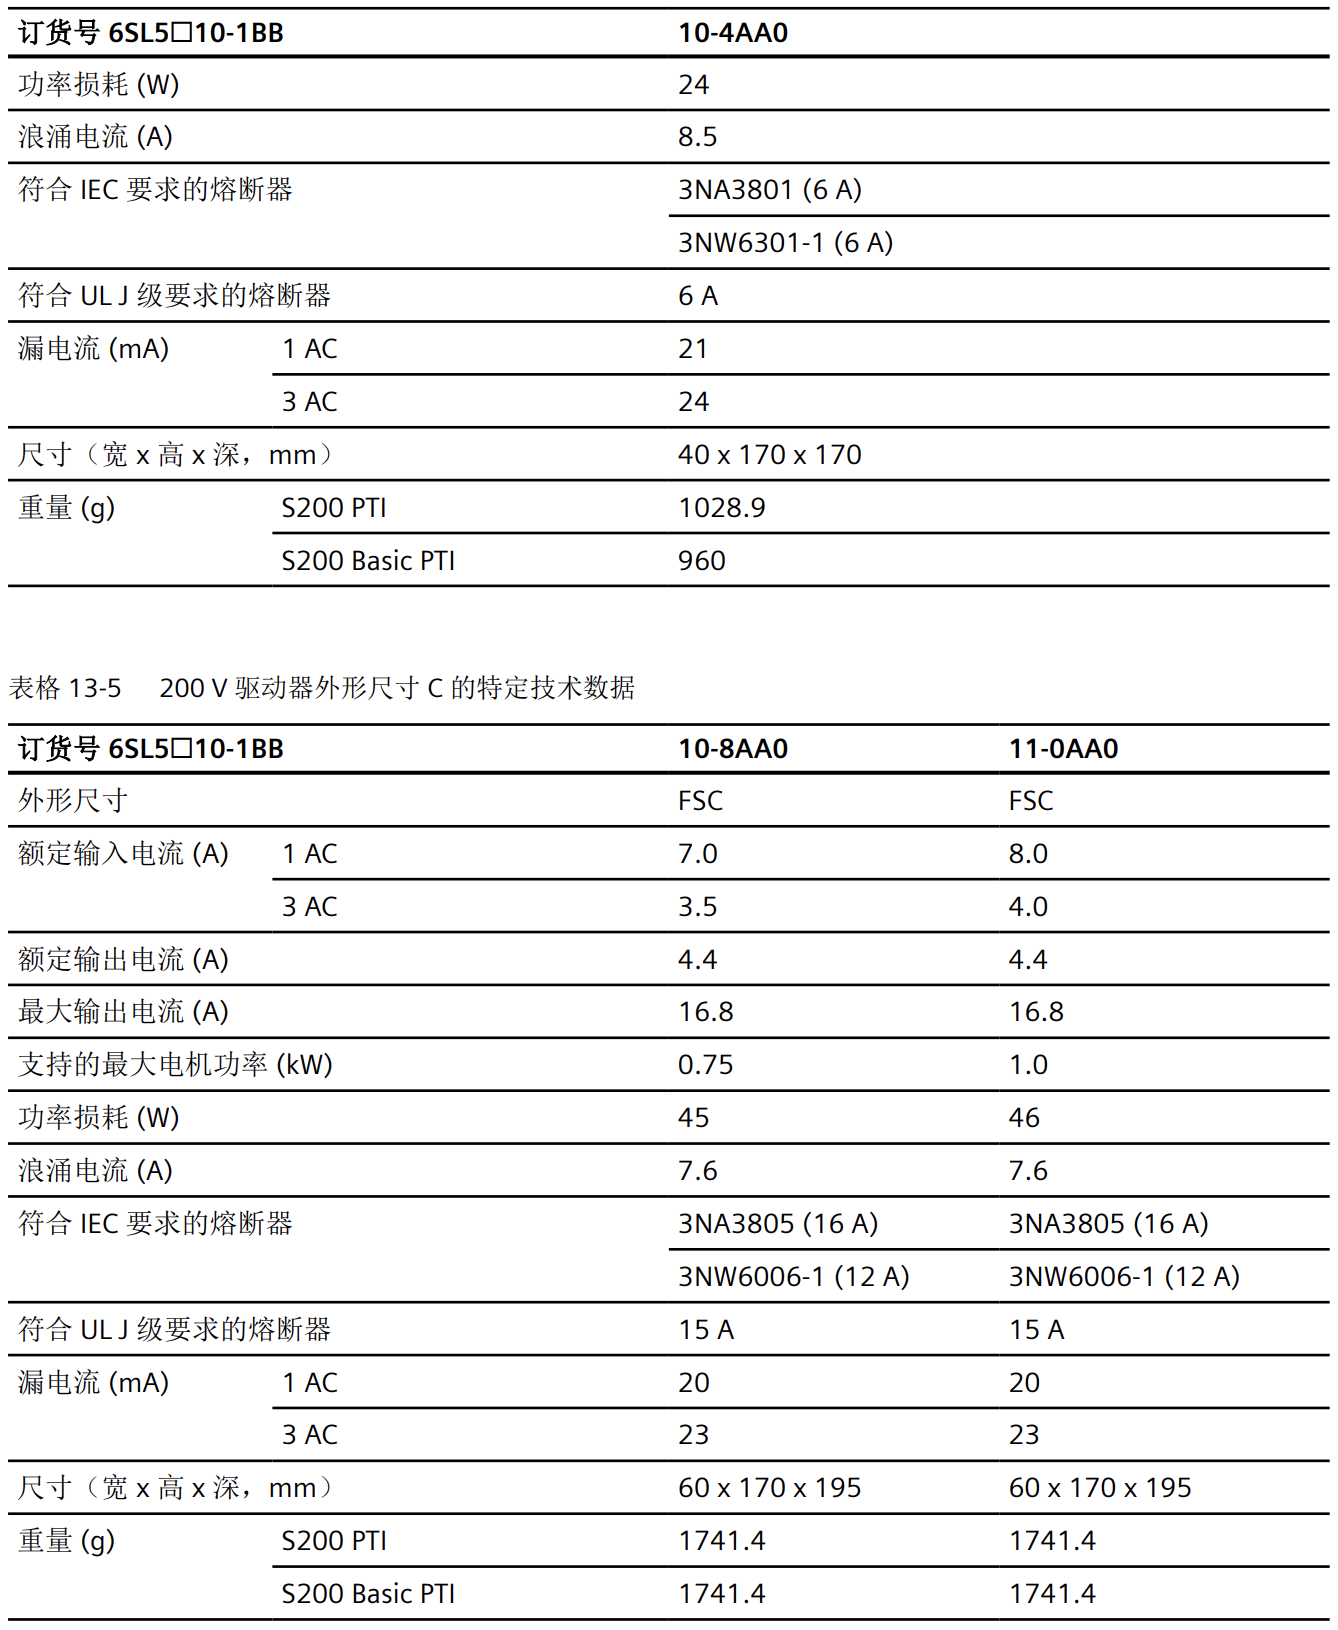 订货号 6SL5□10-1BB 10-4AA0
功率损耗 (W) 24
浪涌电流 (A) 8.5
符合 IEC 要求的熔断器 3NA3801 (6 A)
3NW6301-1 (6 A)
符合 UL J 级要求的熔断器 6 A
漏电流 (mA) 1 AC 21
3 AC 24
尺寸（宽 x 高 x 深，mm） 40 x 170 x 170
重量 (g) S200 PTI 1028.9
S200 Basic PTI 960
表格 13-5 200 V 驱动器外形尺寸 C 的特定技术数据
订货号 6SL5□10-1BB 10-8AA0 11-0AA0
外形尺寸 FSC FSC
额定输入电流 (A) 1 AC 7.0 8.0
3 AC 3.5 4.0
额定输出电流 (A) 4.4 4.4
最大输出电流 (A) 16.8 16.8
支持的最大电机功率 (kW) 0.75 1.0
功率损耗 (W) 45 46
浪涌电流 (A) 7.6 7.6
符合 IEC 要求的熔断器 3NA3805 (16 A) 3NA3805 (16 A)
3NW6006-1 (12 A) 3NW6006-1 (12 A)
符合 UL J 级要求的熔断器 15 A 15 A
漏电流 (mA) 1 AC 20 20
3 AC 23 23
尺寸（宽 x 高 x 深，mm） 60 x 170 x 195 60 x 170 x 195
重量 (g) S200 PTI 1741.4 1741.4
S200 Basic PTI 1741.4 1741.4